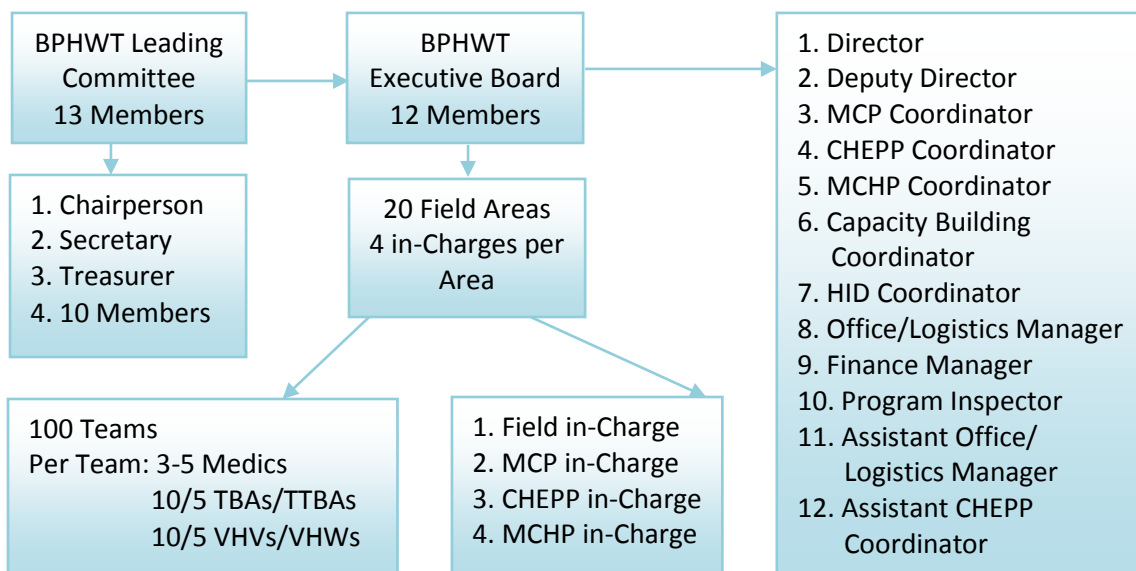 BPHWT Leading
Committee
13 Members
BPHWT
Executive Board
12 Members
1. Director
2. Deputy Director
3. MCP Coordinator
4. CHEPP Coordinator
5. MCHP Coordinator
6. Capacity Building
Coordinator
7. HID Coordinator
8. Office/Logistics Manager
9. Finance Manager
10. Program Inspector
11. Assistant Office/
Logistics Manager
12. Assistant CHEPP
Coordinator
1. Chairperson
2. Secretary
3. Treasurer
4. 10 Members
20 Field Areas
4 in-Charges per
Area
100 Teams
Per Team: 3-5 Medics
10/5 TBAs/TTBAs
10/5 VHVs/VHWs
1. Field in-Charge
2. MCP in-Charge
3. CHEPP in-Charge
4. MCHP in-Charge